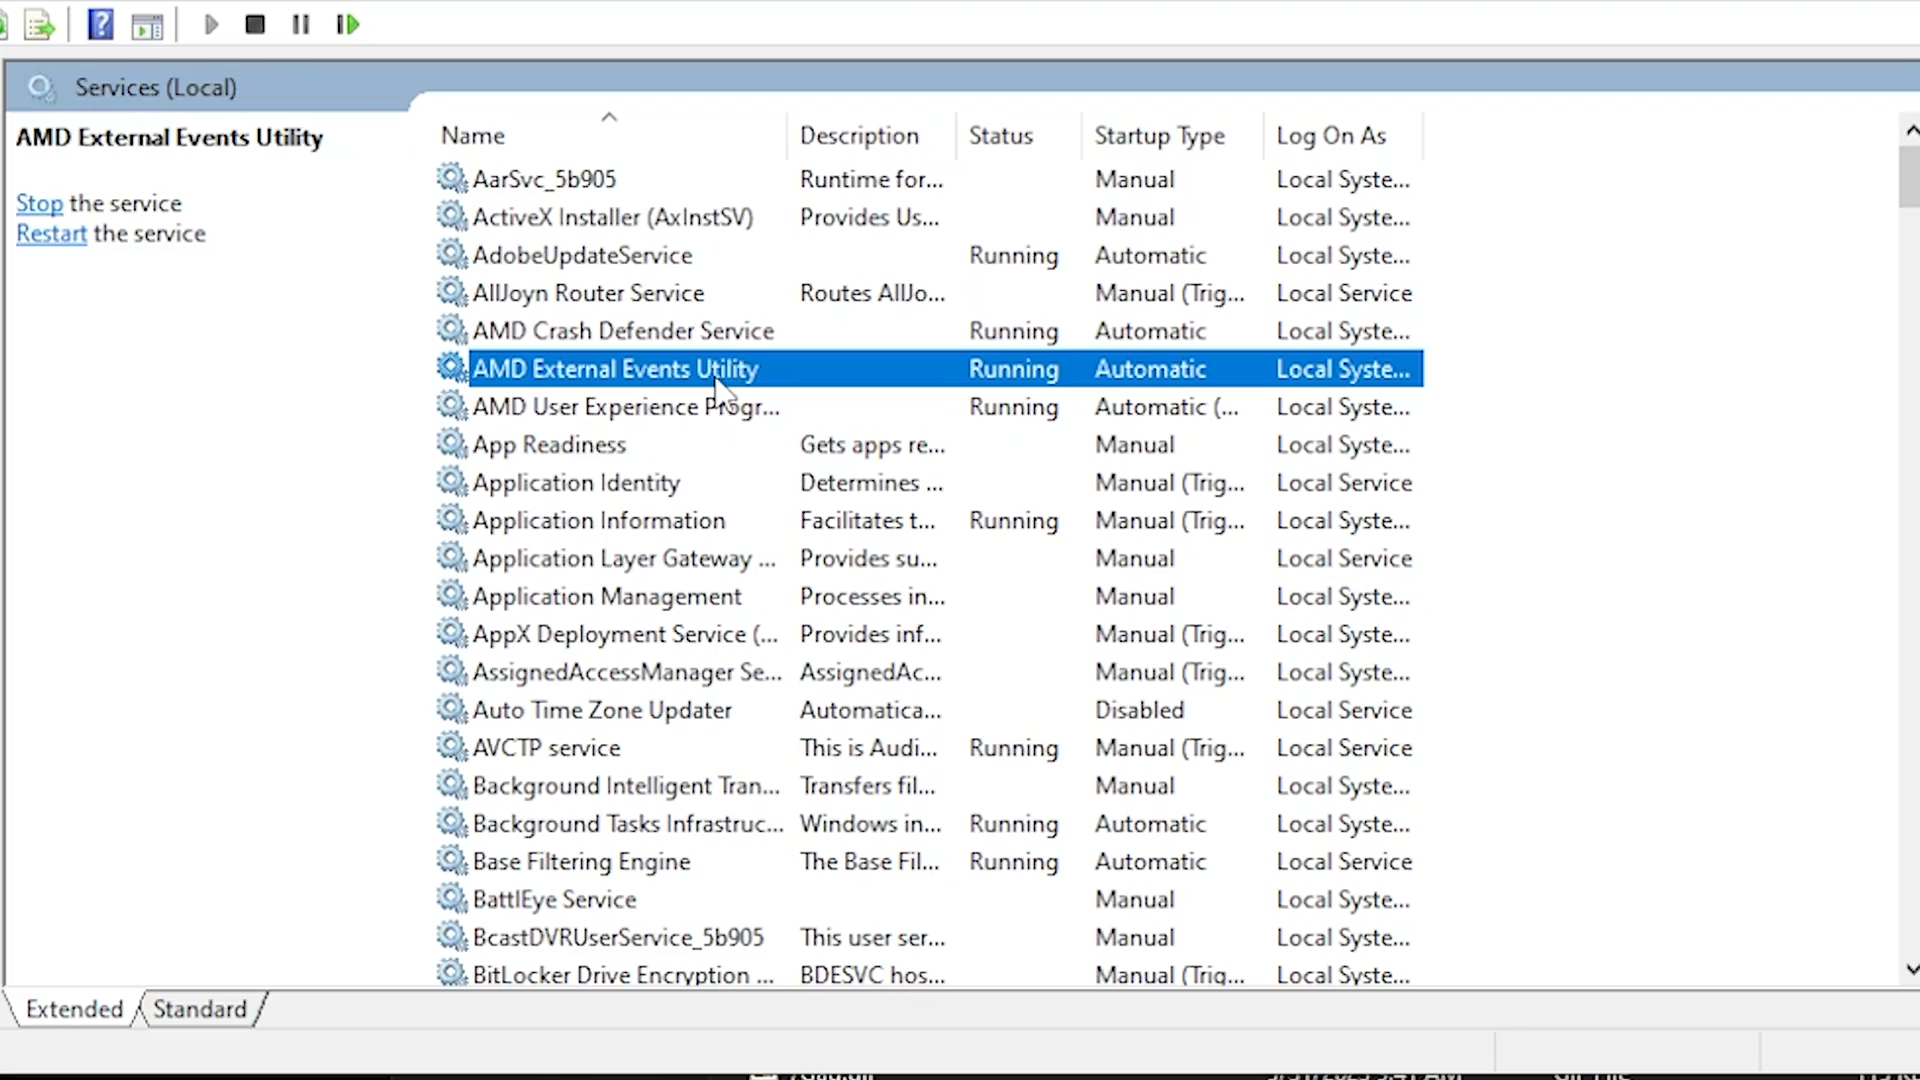 Services (Local)
AMD External Events Utility
Stop the service
Restart the service
Name Description Status Startup Type Log On As
AarSvc_5b905 Runtime for... Manual Local Syste...
ActiveX Installer (AxInstSV) Provides Us... Manual Local Syste...
AdobeUpdateService Running Automatic Local Syste...
AllJoyn Router Service Routes AllJo... Manual (Trig... Local Service
AMD Crash Defender Service Running Automatic Local Syste...
AMD External Events Utility Running Automatic Local Syste...
AMD User Experience Progr... Running Automatic (... Local Syste...
App Readiness Gets apps re... Manual Local Syste...
Application Identity Determines ... Manual (Trig... Local Service
Application Information Facilitates t... Running Manual (Trig... Local Syste...
Application Layer Gateway ... Provides su... Manual Local Service
Application Management Processes in... Manual Local Syste...
AppX Deployment Service (... Provides inf... Manual (Trig... Local Syste...
AssignedAccessManager Se... AssignedAc... Manual (Trig... Local Syste...
Auto Time Zone Updater Automatica... Disabled Local Service
AVCTP service This is Audi... Running Manual (Trig... Local Service
Background Intelligent Tran... Transfers fil... Manual Local Syste...
Background Tasks Infrastruc... Windows in... Running Automatic Local Syste...
Base Filtering Engine The Base Fil... Running Automatic Local Service
BattlEye Service Manual Local Syste...
BcastDVRUserService_5b905 This user ser... Manual Local Syste...
BitLocker Drive Encryption ... BDESVC hos... Manual (Trig... Local Syste...
Extended Standard